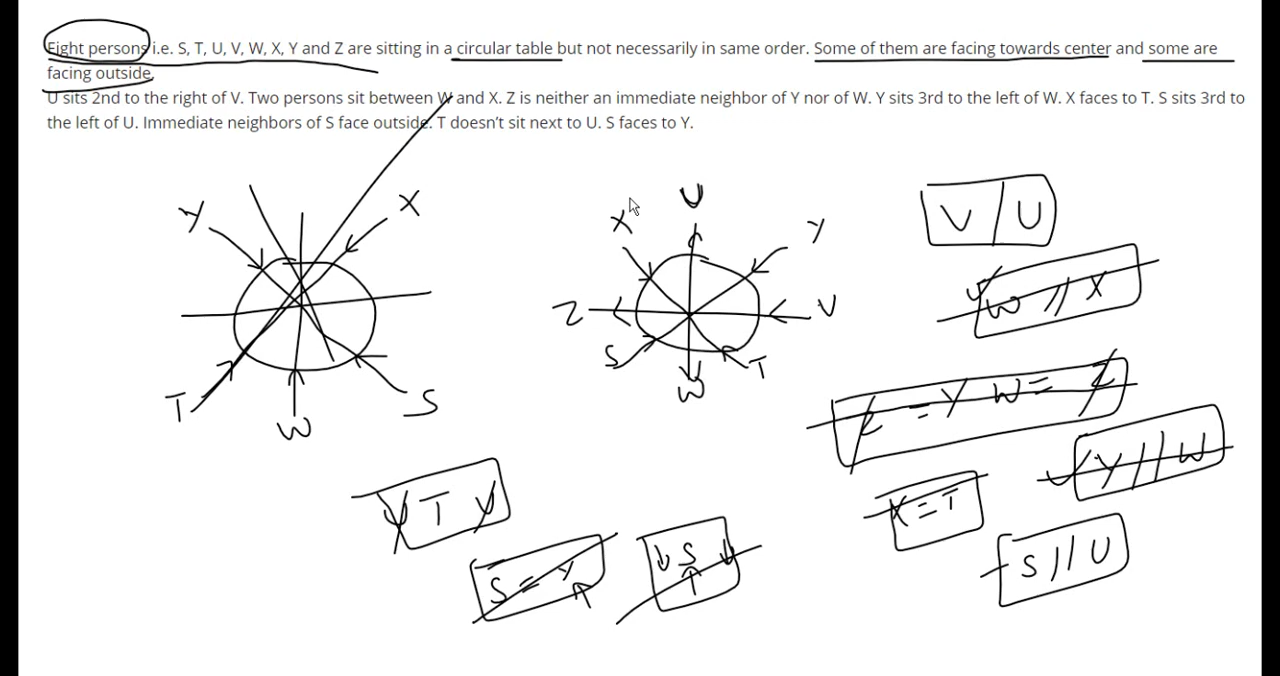 Eight persons i.e. S, T, U, V, W, X, Y and Z are sitting in a circular table but not necessarily in same order. Some of them are facing towards center and some are
facing outside.
U sits 2nd to the right of V. Two persons sit between W and X. Z is neither an immediate neighbor of Y nor of W. Y sits 3rd to the left of W. X faces to T. S sits 3rd to
the left of U. Immediate neighbors of S face outside. T doesn't sit next to U. S faces to Y.
Y X
T W S
U
X Y
Z V
S W T
V / U
W // X
= Y W = Z
Y // W
X = T
S // U
T
S = Y
S